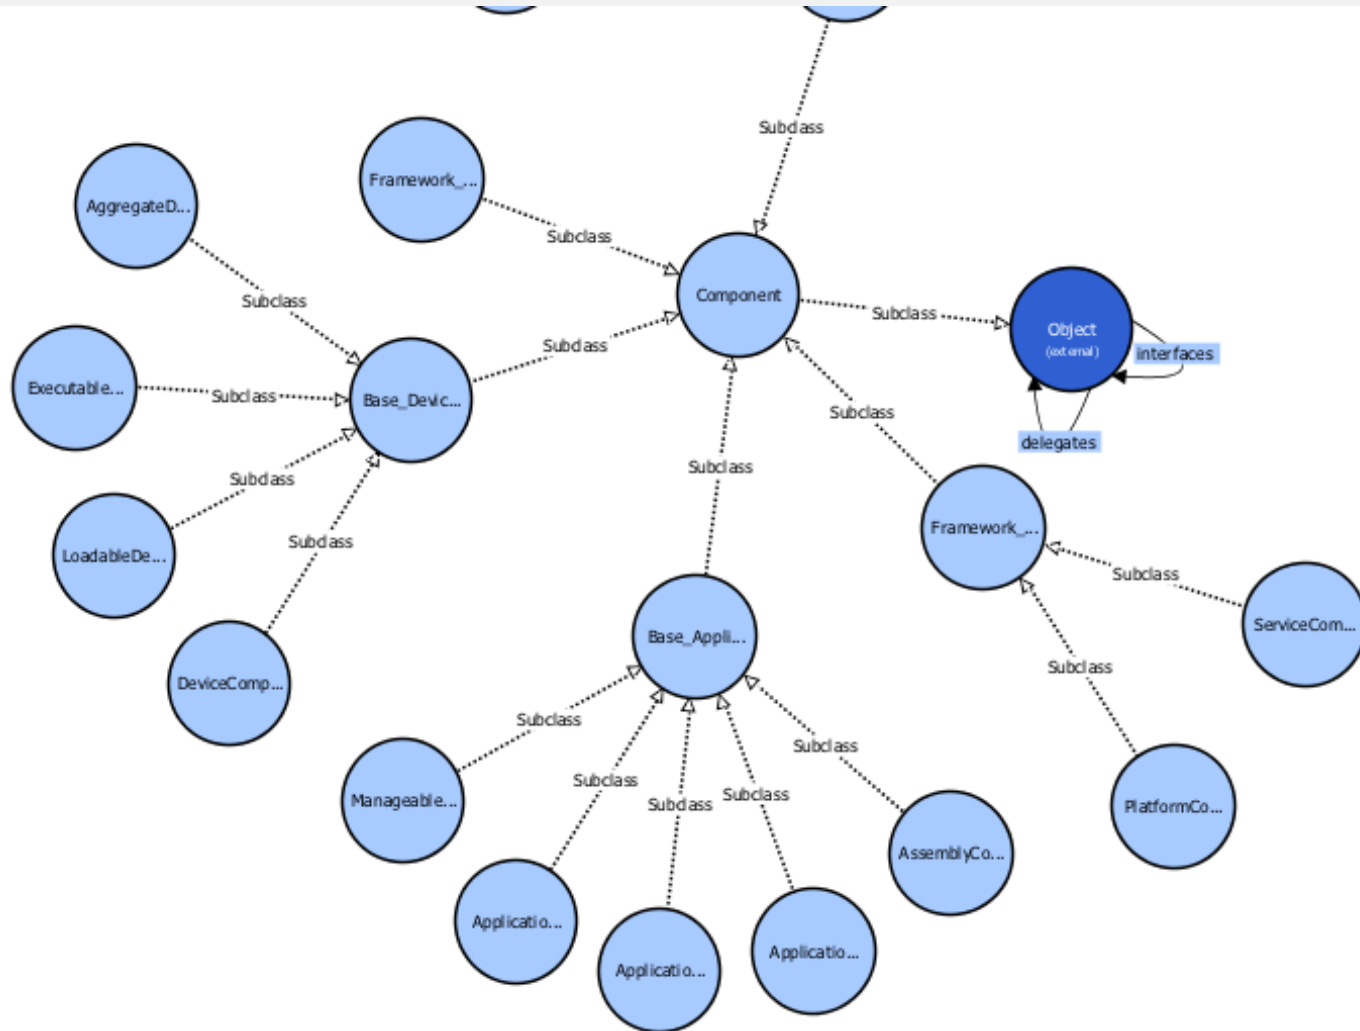 Subclass
Framework_...
AggregateD...
Subclass
Component
Subclass
Subclass
Object
(external)
interfaces
Subclass
Executable...
Subclass
Base_Devic...
Subclass
delegates
Subclass
Subclass
LoadableDe...
Subclass
Framework_...
Subclass
ServiceCom...
Base_Appli...
Subclass
DeviceComp...
Subclass
Subclass
Subclass
Subclass
Subclass
Manageable...
PlatformCo...
AssemblyCo...
Applicatio...
Applicatio...
Applicatio...